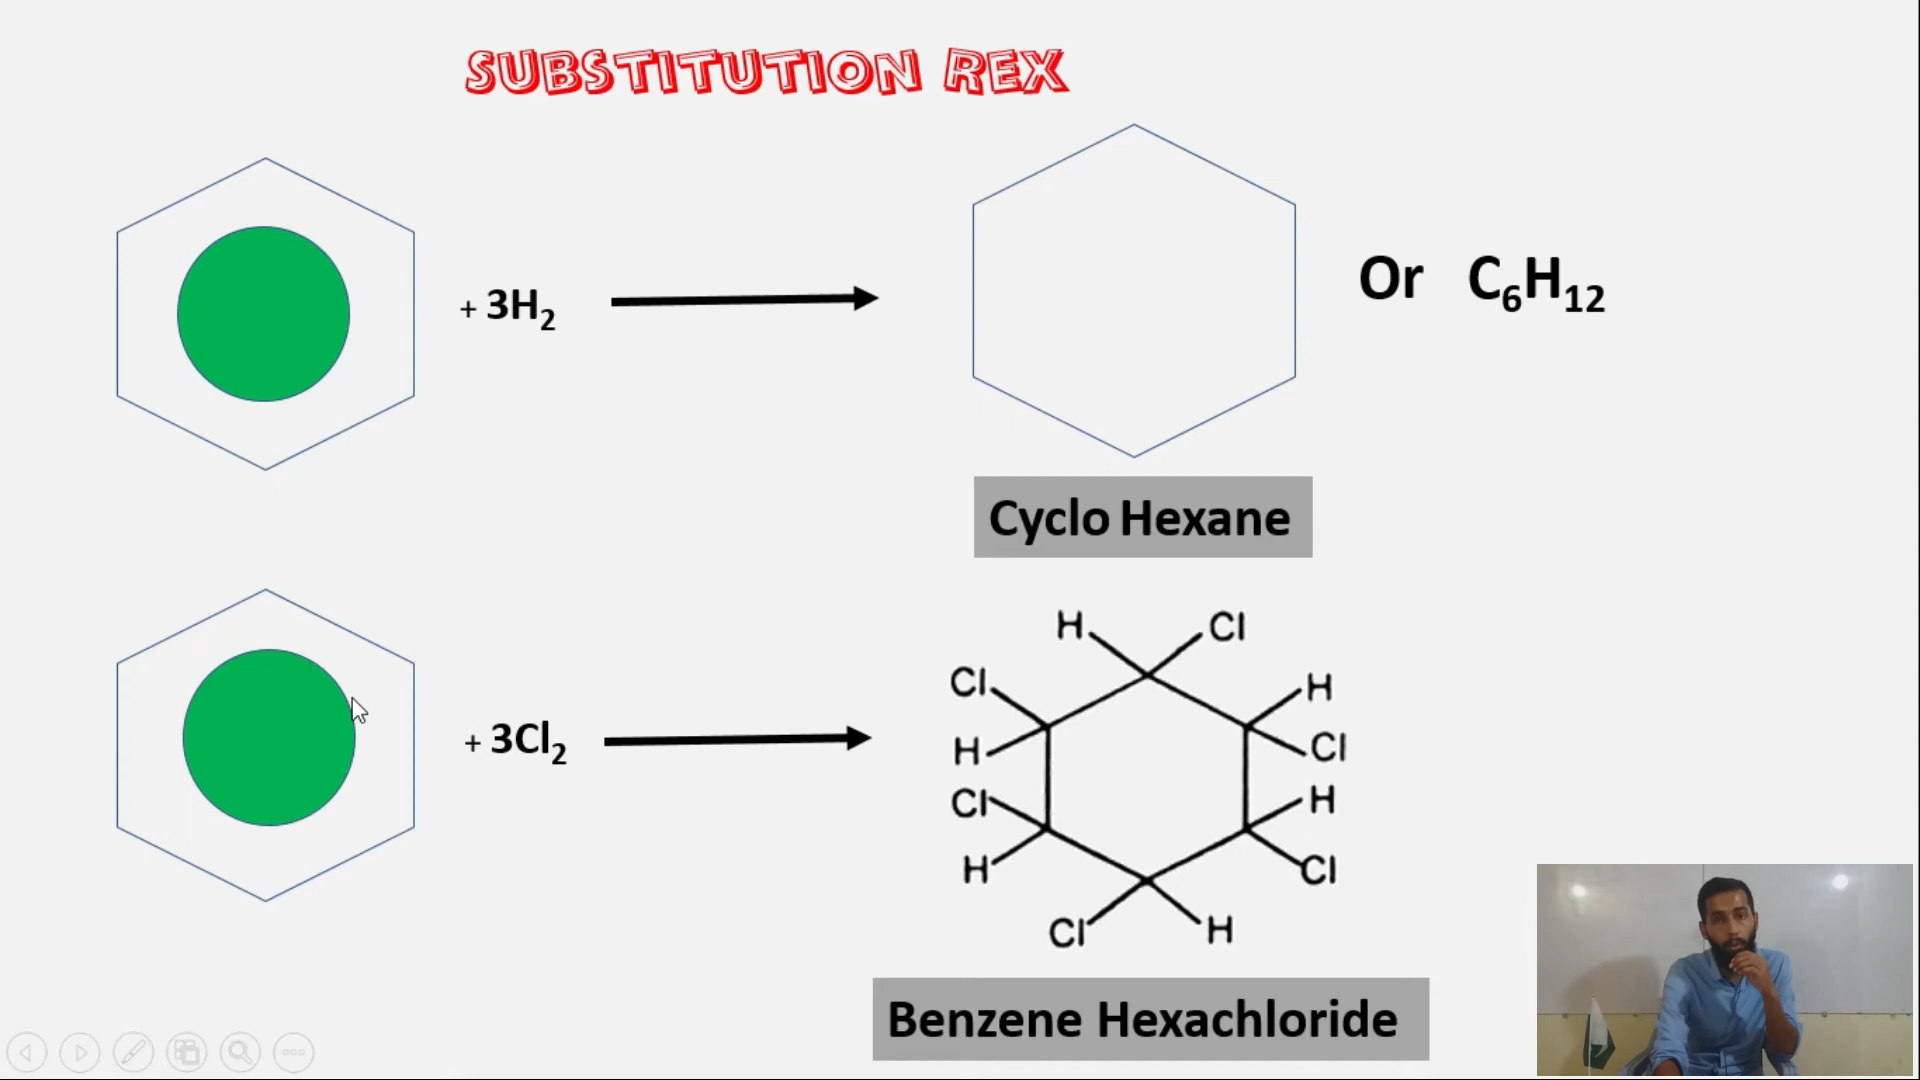 SUBSTITUTION REX
+ 3H₂
Or C₆H₁₂
Cyclo Hexane
+ 3Cl₂
H Cl
Cl H
H Cl
Cl H
H Cl
Cl H
Benzene Hexachloride